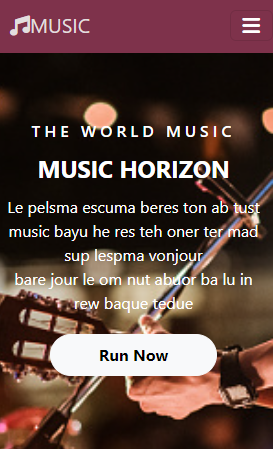 MUSIC
THE WORLD MUSIC
MUSIC HORIZON
Le pelsma escuma beres ton ab tust
music bayu he res teh oner ter mad
sup lespma vonjour
bare jour le om nut abuor ba lu in
rew baque tedue
Run Now